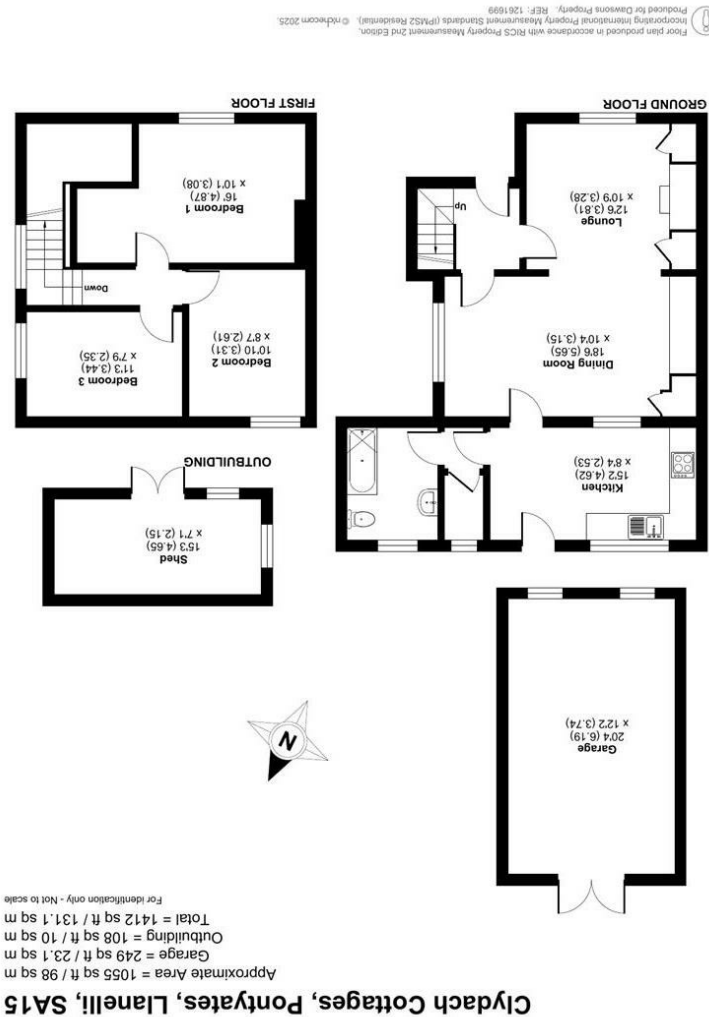 Clydach Cottages, Pontyates, Llanelli, SA15
Approximate Area = 1055 sq ft / 98 sq m
Garage = 249 sq ft / 23.1 sq m
Outbuilding = 108 sq ft / 10 sq m
Total = 1412 sq ft / 131.1 sq m
For identification only - Not to scale
Garage
20'4 (6.19)
x 12'2 (3.74)
N
Shed
15'3 (4.65)
x 7'1 (2.15)
OUTBUILDING
Kitchen
15'2 (4.62)
x 8'4 (2.53)
Dining Room
18'6 (5.65)
x 10'4 (3.15)
Lounge
12'6 (3.81)
x 10'9 (3.28)
Up
GROUND FLOOR
Bedroom 3
11'3 (3.44)
x 7'9 (2.35)
Bedroom 2
10'10 (3.31)
x 8'7 (2.61)
Down
Bedroom 1
16' (4.87)
x 10'1 (3.08)
FIRST FLOOR
Floor plan produced in accordance with RICS Property Measurement 2nd Edition,
Incorporating International Property Measurement Standards (IPMS2 Residential). © nichecom 2025.
Produced for Dawsons Property. REF: 1261699